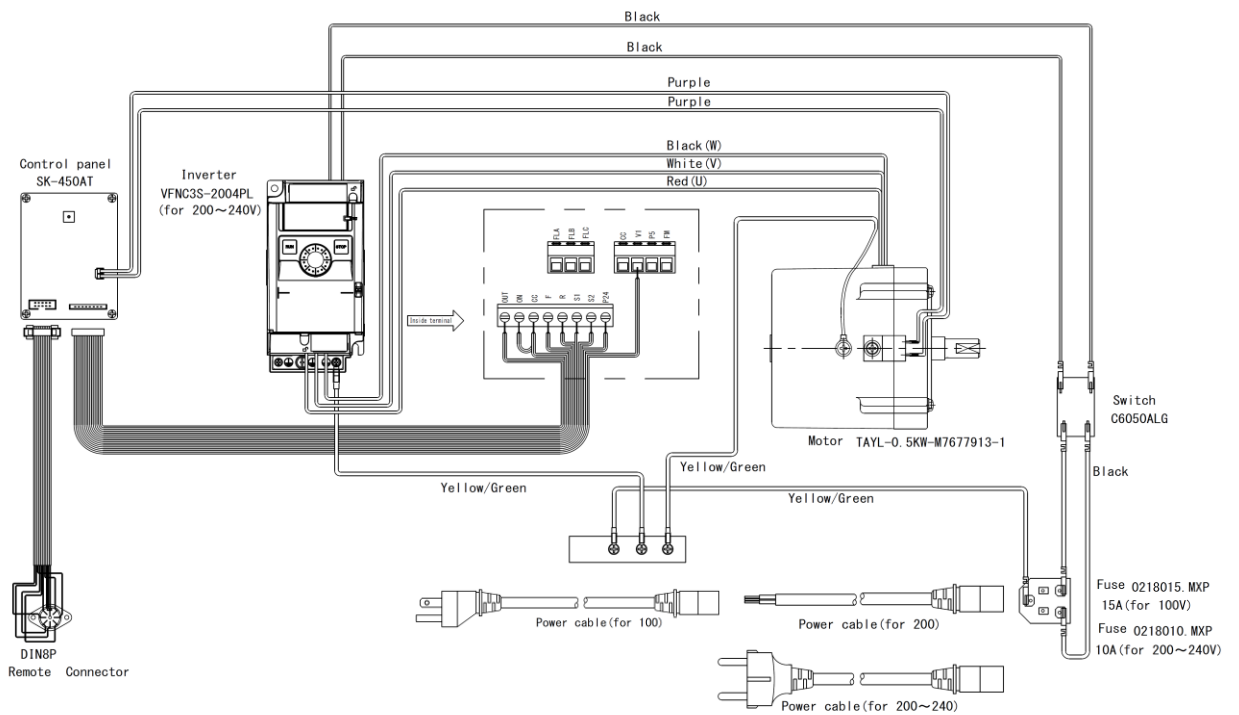 Black
Black
Purple
Purple
Black(W)
White(V)
Red(U)
Control panel
SK-450AT
Inverter
VFNC3S-2004PL
(for 200～240V)
RUN
STOP
FLA
FLB
FLC
CC
V1
P5
FM
OUT
ON
CC
F
R
S1
S2
P24
Inside terminal
Switch
C6050ALG
Motor TAYL-0.5KW-M7677913-1
Yellow/Green
Yellow/Green
Yellow/Green
Black
Fuse 0218015.MXP
15A(for 100V)
Fuse 0218010.MXP
10A(for 200～240V)
Power cable(for 100)
Power cable(for 200)
Power cable(for 200～240)
DIN8P
Remote Connector